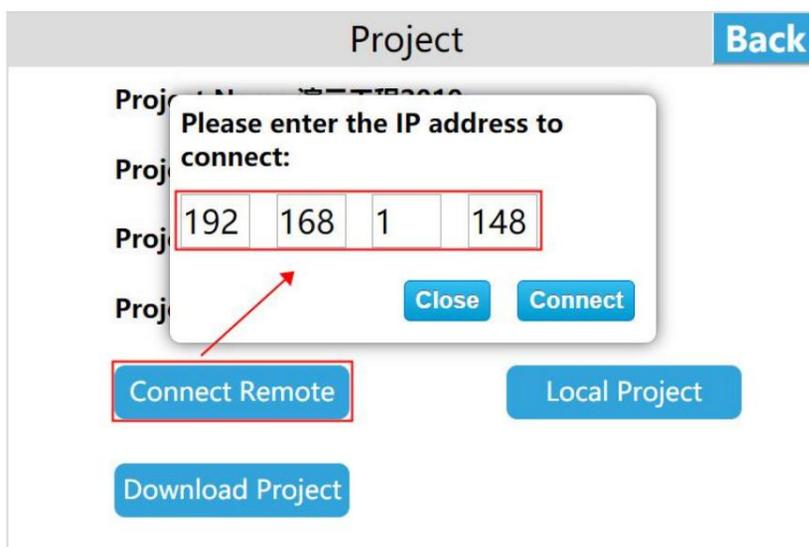 Project
Back
Please enter the IP address to
connect:
192 168 1 148
Close Connect
Connect Remote
Local Project
Download Project